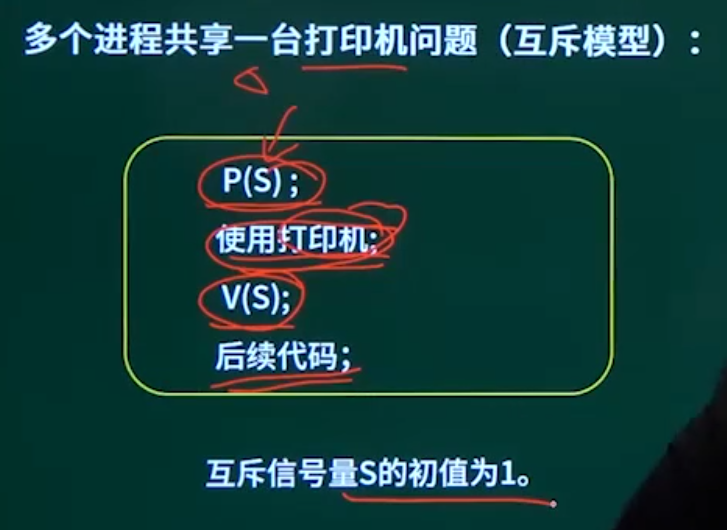 多个进程共享一台打印机问题（互斥模型）：
P(S)；
使用打印机;
V(S);
后续代码；
互斥信号量S的初值为1。